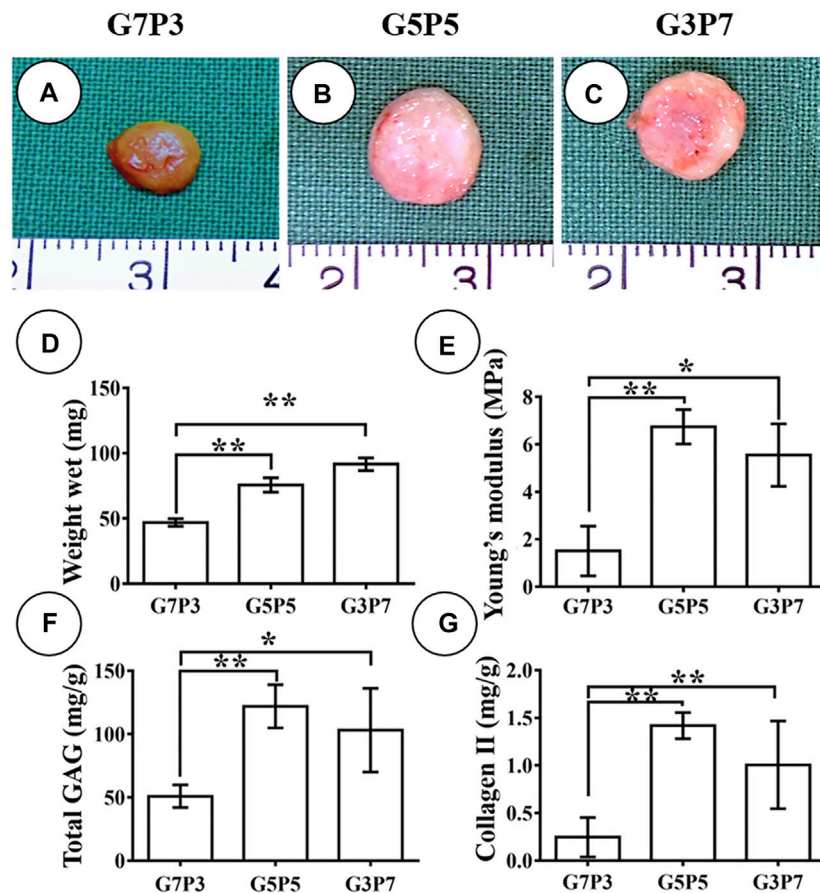 G7P3 G5P5 G3P7
A B C
2 3 4 2 3 2 3
D E
Weight wet (mg)
150
100
50
0
** **
G7P3 G5P5 G3P7
Young's modulus (MPa)
8
6
4
2
0
* **
G7P3 G5P5 G3P7
F G
Total GAG (mg/g)
150
100
50
0
* **
G7P3 G5P5 G3P7
Collagen II (mg/g)
2.0
1.5
1.0
0.5
0.0
** **
G7P3 G5P5 G3P7